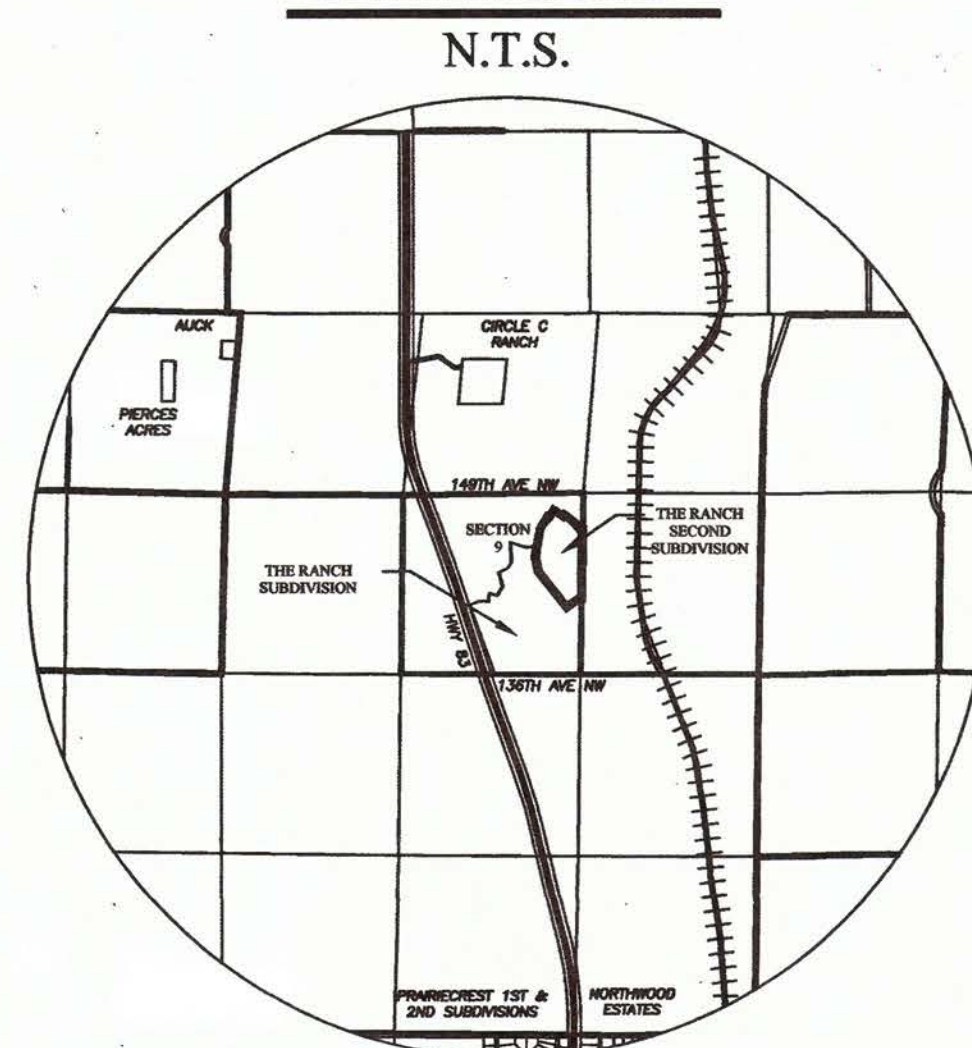 N.T.S.
AUCK
CIRCLE C
RANCH
PIERCES
ACRES
149TH AVE NW
SECTION
9
THE RANCH
SECOND
SUBDIVISION
THE RANCH
SUBDIVISION
HWY 83
136TH AVE NW
PRAIRIECREST 1ST &
2ND SUBDIVISIONS
NORTHWOOD
ESTATES